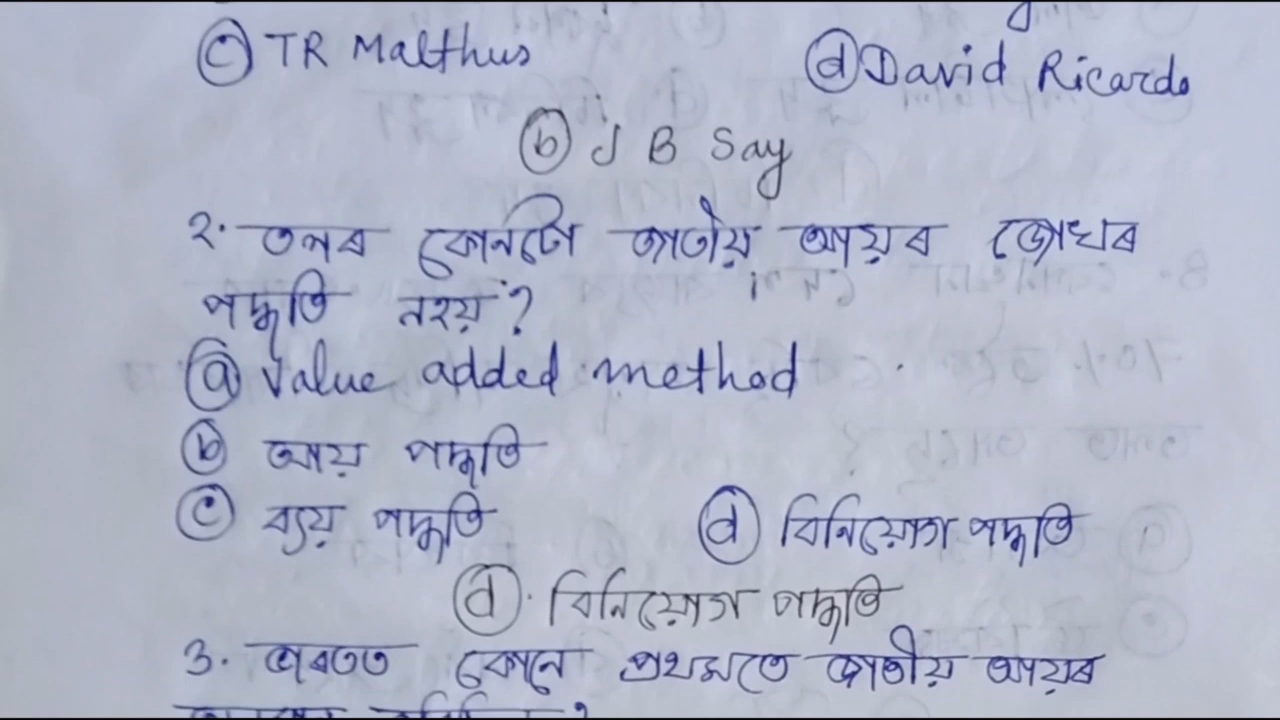 ⓒ TR Malthus ⓓ David Ricardo
ⓑ J B Say
২. তলৰ কোনটো জাতীয় আয়ৰ জোখৰ
পদ্ধতি নহয়?
ⓐ Value added method
ⓑ আয় পদ্ধতি
ⓒ ব্যয় পদ্ধতি ⓓ বিনিয়োগ পদ্ধতি
ⓓ. বিনিয়োগ পদ্ধতি
3. ভাৰতত কোনে প্ৰথমতে জাতীয় আয়ৰ